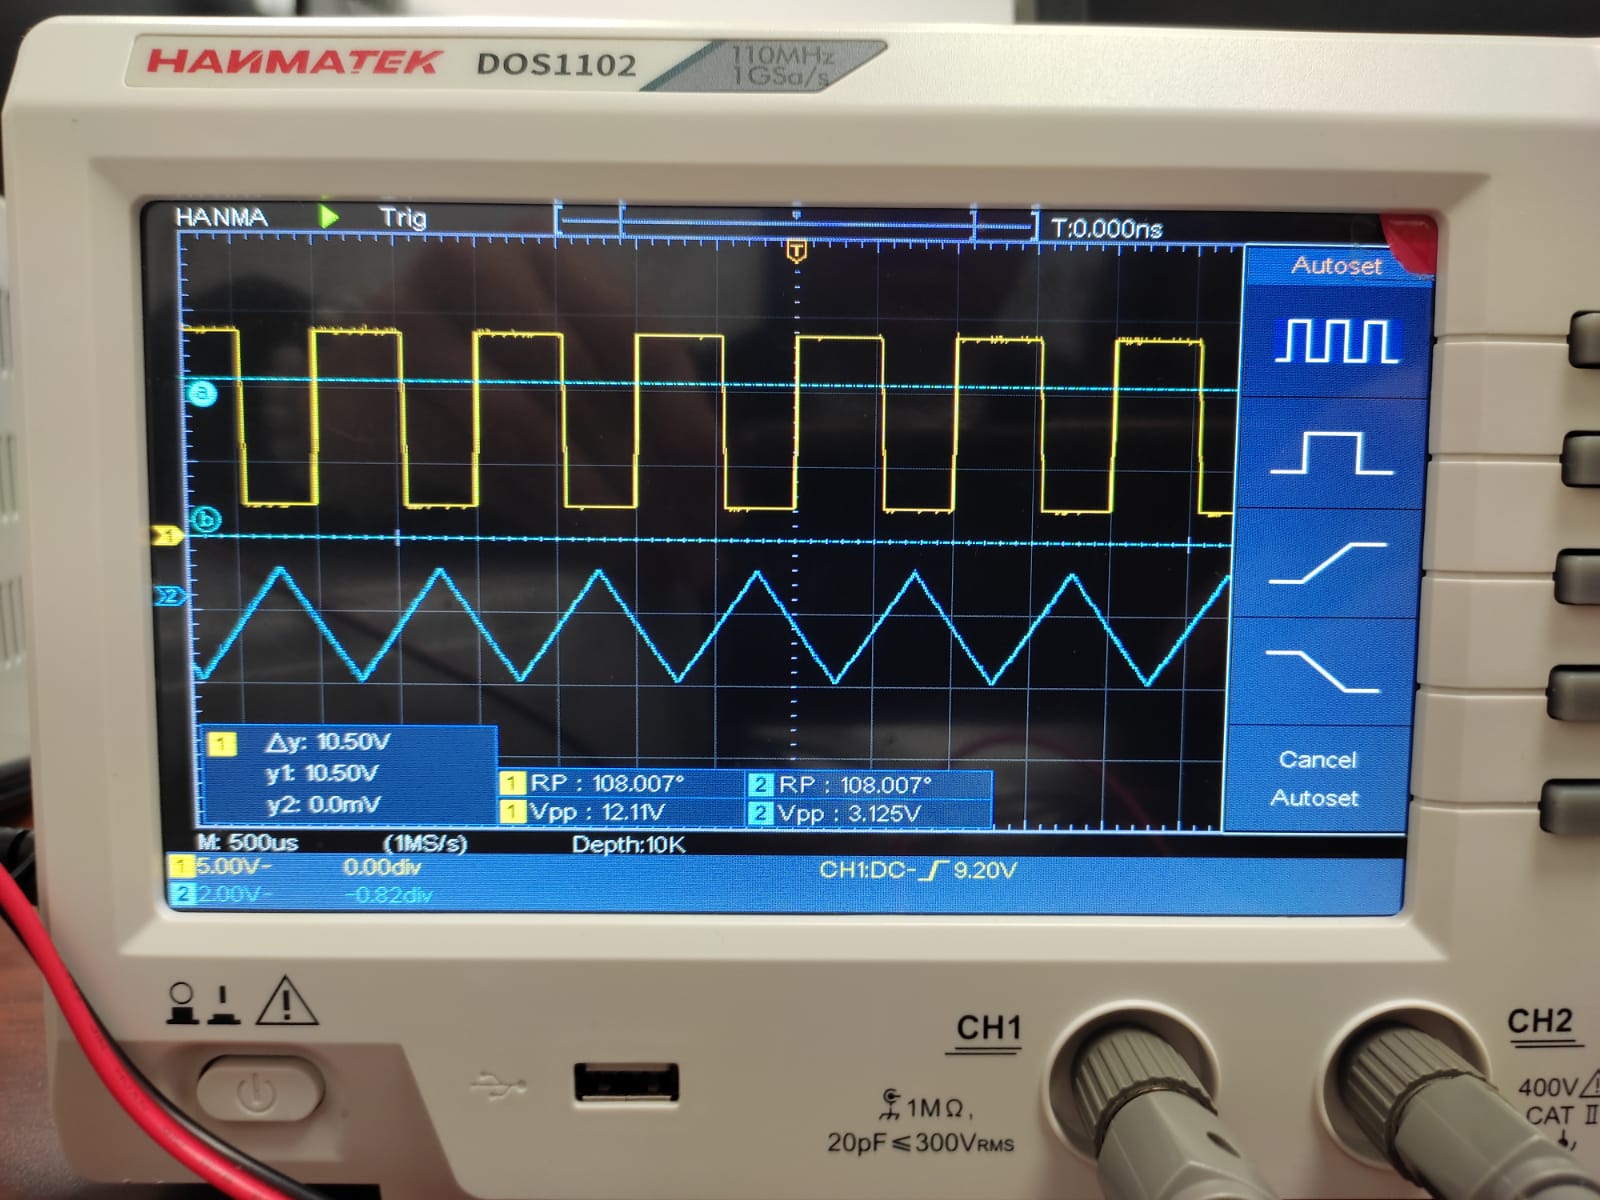 HANMATEK DOS1102 110MHz
1GSa/s
HANMA Trig T:0.000ns
T
Autoset
a
b
1
2
1 Δy: 10.50V
y1: 10.50V
y2: 0.0mV
1 RP : 108.007° 2 RP : 108.007°
1 Vpp : 12.11V 2 Vpp : 3.125V
Cancel
Autoset
M: 500us (1MS/s) Depth:10K
1 5.00V- 0.00div CH1:DC- 9.20V
2 2.00V- -0.82div
CH1 CH2
1MΩ,
20pF≤300VRMS
400V
CAT II